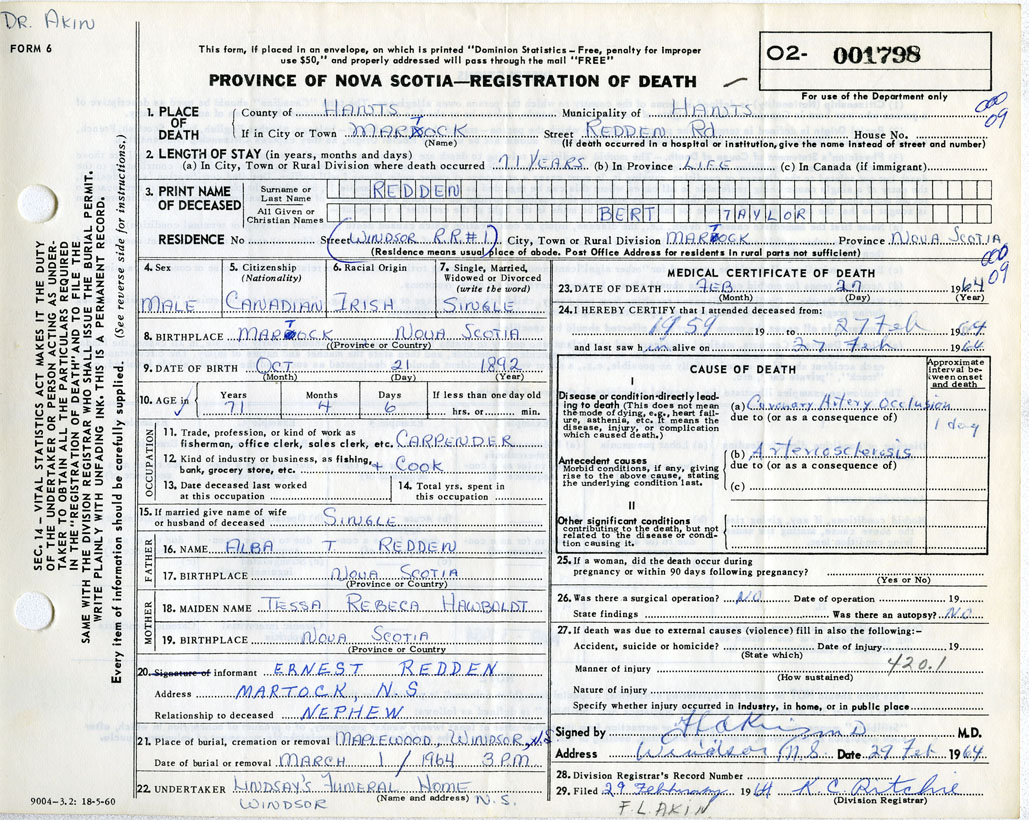 DR. AKIN
FORM 6
This form, if placed in an envelope, on which is printed "Dominion Statistics – Free, penalty for improper
use $50," and properly addressed will pass through the mail "FREE"
PROVINCE OF NOVA SCOTIA—REGISTRATION OF DEATH
O2- 001798
For use of the Department only
000
09
1. PLACE OF DEATH
County of HANTS Municipality of HANTS
If in City or Town MARTOCK Street REDDEN Rd House No.
(Name) (If death occurred in a hospital or institution, give the name instead of street and number)
2. LENGTH OF STAY (in years, months and days)
(a) In City, Town or Rural Division where death occurred 71 YEARS (b) In Province LIFE (c) In Canada (if immigrant)
3. PRINT NAME OF DECEASED
Surname or Last Name REDDEN
All Given or Christian Names BERT TAYLOR
RESIDENCE No Street (WINDSOR R.R.#1) City, Town or Rural Division MARTOCK Province NOVA SCOTIA
(Residence means usual place of abode. Post Office Address for residents in rural parts not sufficient)
000
09
4. Sex
MALE
5. Citizenship
(Nationality)
CANADIAN
6. Racial Origin
IRISH
7. Single, Married,
Widowed or Divorced
(write the word)
SINGLE
8. BIRTHPLACE MARTOCK NOVA SCOTIA
(Province or Country)
9. DATE OF BIRTH OCT 21 1892
(Month) (Day) (Year)
10. AGE in
Years Months Days If less than one day old
71 4 6 hrs. or min.
OCCUPATION
11. Trade, profession, or kind of work as
fisherman, office clerk, sales clerk, etc. CARPENDER
12. Kind of industry or business, as fishing,
bank, grocery store, etc. + COOK
13. Date deceased last worked
at this occupation
14. Total yrs. spent in
this occupation
15. If married give name of wife
or husband of deceased SINGLE
FATHER
16. NAME ALBA T. REDDEN
17. BIRTHPLACE NOVA SCOTIA
(Province or Country)
MOTHER
18. MAIDEN NAME TESSA REBECA HAWBOLDT
19. BIRTHPLACE NOVA SCOTIA
(Province or Country)
20. Signature of informant ERNEST REDDEN
Address MARTOCK N.S.
Relationship to deceased NEPHEW
21. Place of burial, cremation or removal MAPLEWOOD, WINDSOR, N.S
Date of burial or removal MARCH 1/1964 3 P.M.
22. UNDERTAKER LINDSAY'S FUNERAL HOME
(Name and address)
WINDSOR N.S.
9004-3.2: 18-5-60
MEDICAL CERTIFICATE OF DEATH
23. DATE OF DEATH FEB 27 1964
(Month) (Day) (Year)
24. I HEREBY CERTIFY that I attended deceased from:
1959 19 to 27 Feb 1964
and last saw him alive on 27 Feb 1964
CAUSE OF DEATH
Approximate
interval be-
tween onset
and death
I
Disease or condition directly lead-
ing to death (This does not mean
the mode of dying, e.g., heart fail-
ure, asthenia, etc. It means the
disease, injury, or complication
which caused death.)
(a) Coronary Artery Occlusion
due to (or as a consequence of)
1 day
Antecedent causes
Morbid conditions, if any, giving
rise to the above cause, stating
the underlying condition last.
(b) Arteriosclerosis
due to (or as a consequence of)
(c)
II
Other significant conditions
contributing to the death, but not
related to the disease or condi-
tion causing it.
25. If a woman, did the death occur during
pregnancy or within 90 days following pregnancy?
(Yes or No)
26. Was there a surgical operation? NO Date of operation 19
State findings Was there an autopsy? NO
27. If death was due to external causes (violence) fill in also the following:–
Accident, suicide or homicide? Date of injury 19
(State which)
Manner of injury 420.1
(How sustained)
Nature of injury
Specify whether injury occurred in industry, in home, or in public place
Signed by FLAkin MD M.D.
Address Windsor N.S. Date 29 Feb 1964
28. Division Registrar's Record Number
29. Filed 29 February 1964 K.C. Ritchie
(Division Registrar)
F. L. AKIN
SEC. 14 – VITAL STATISTICS ACT MAKES IT THE DUTY
OF THE UNDERTAKER OR PERSON ACTING AS UNDER-
TAKER TO OBTAIN ALL THE PARTICULARS REQUIRED
IN THE "REGISTRATION OF DEATH" AND TO FILE THE
SAME WITH THE DIVISION REGISTRAR WHO SHALL ISSUE THE BURIAL PERMIT.
WRITE PLAINLY WITH UNFADING INK. THIS IS A PERMANENT RECORD.
Every item of information should be carefully supplied. (See reverse side for instructions.)